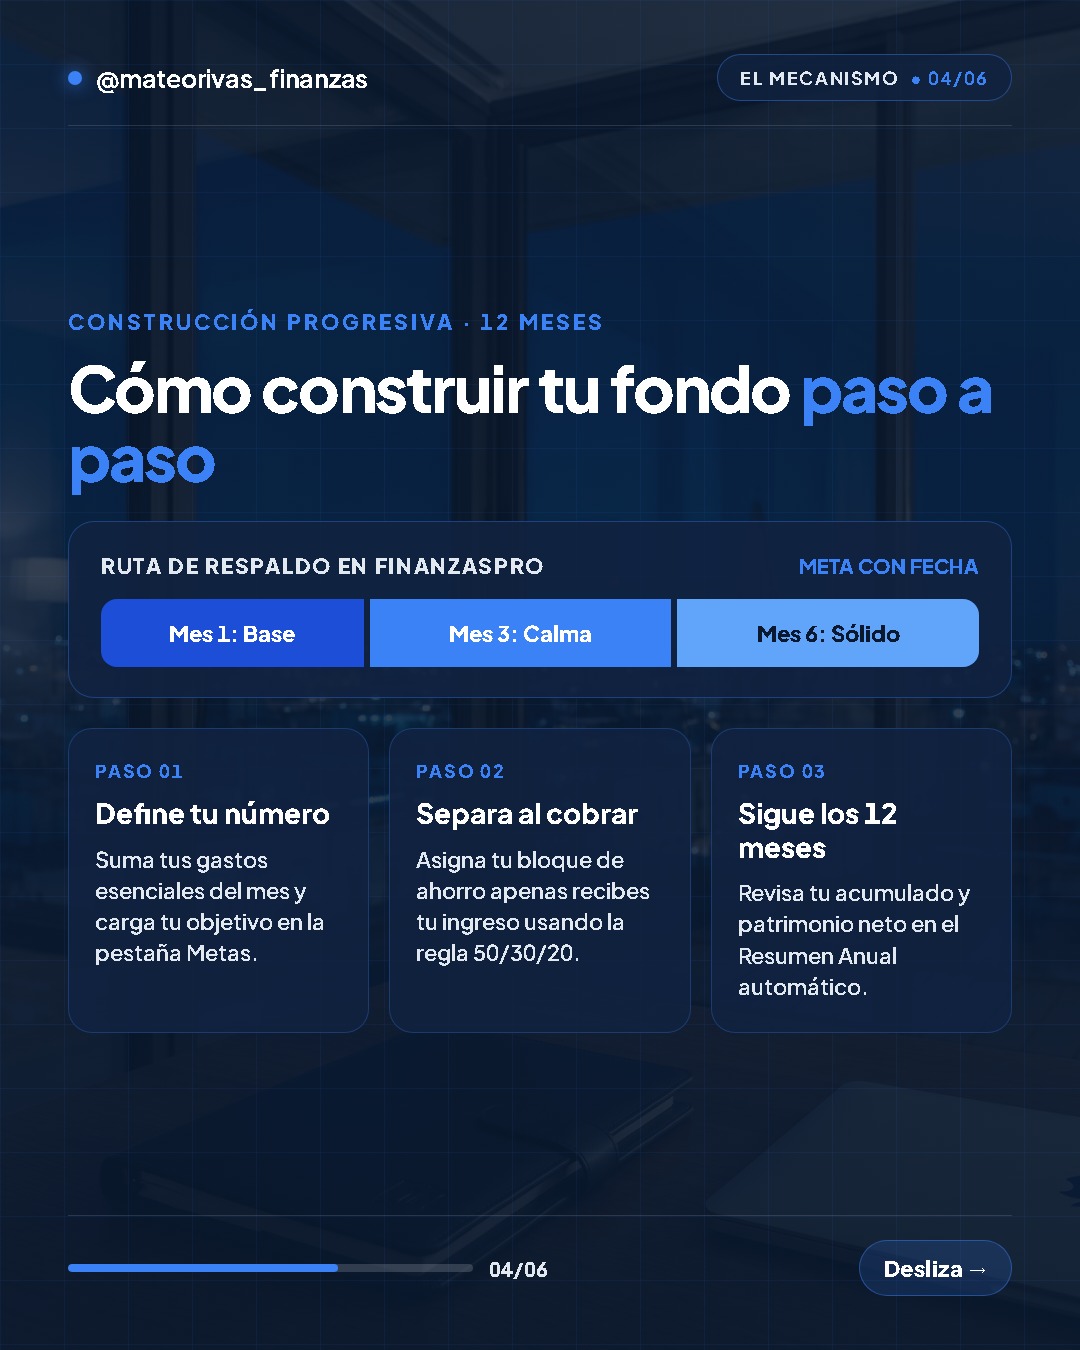 @mateorivas_finanzas
EL MECANISMO • 04/06
CONSTRUCCIÓN PROGRESIVA · 12 MESES
Cómo construir tu fondo paso a
paso
RUTA DE RESPALDO EN FINANZASPRO
META CON FECHA
Mes 1: Base
Mes 3: Calma
Mes 6: Sólido
PASO 01
Define tu número
Suma tus gastos
esenciales del mes y
carga tu objetivo en la
pestaña Metas.
PASO 02
Separa al cobrar
Asigna tu bloque de
ahorro apenas recibes
tu ingreso usando la
regla 50/30/20.
PASO 03
Sigue los 12
meses
Revisa tu acumulado y
patrimonio neto en el
Resumen Anual
automático.
04/06
Desliza →